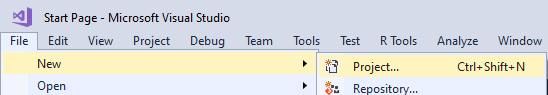 Start Page - Microsoft Visual Studio
File Edit View Project Debug Team Tools Test R Tools Analyze Window
New Project... Ctrl+Shift+N
Open Repository...